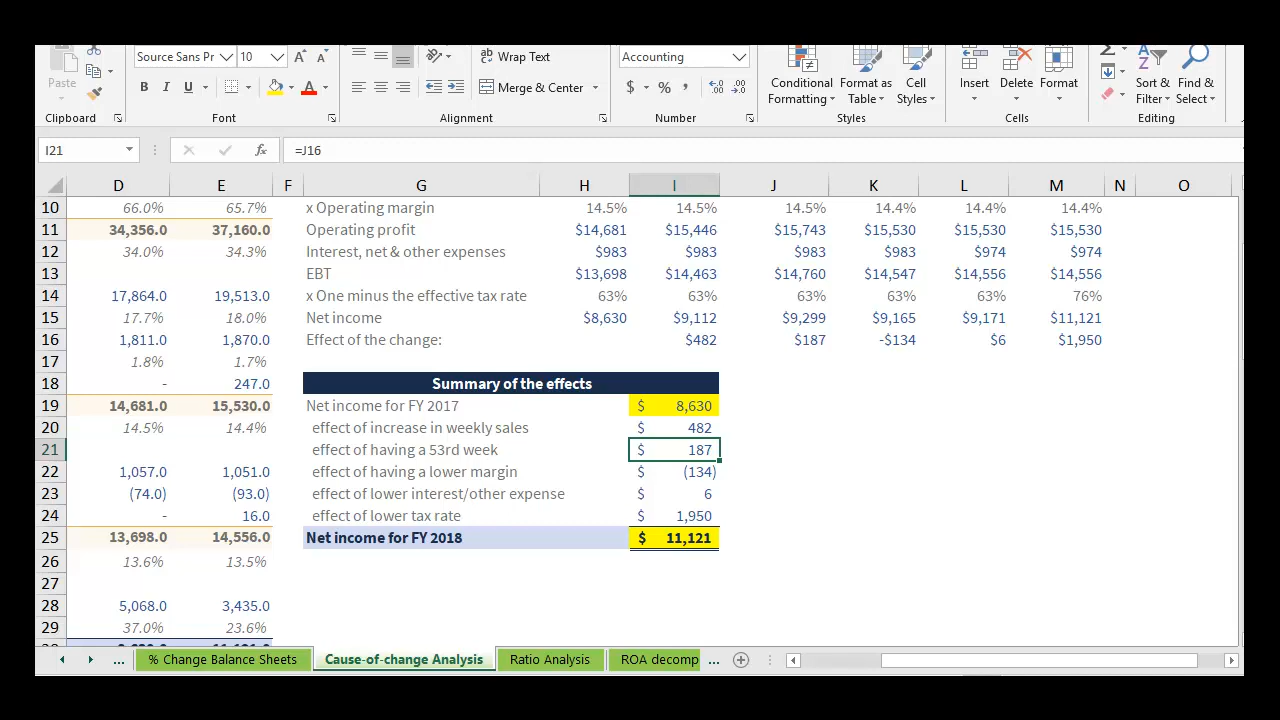 Source Sans Pr 10 A A ab Wrap Text Accounting Σ A Z
Paste B I U A Merge & Center $ % , Conditional Format as Cell Insert Delete Format Sort & Find &
Formatting Table Styles Filter Select
Clipboard Font Alignment Number Styles Cells Editing
I21 fx =J16
D E F G H I J K L M N O
10 66.0% 65.7% x Operating margin 14.5% 14.5% 14.5% 14.4% 14.4% 14.4%
11 34,356.0 37,160.0 Operating profit $14,681 $15,446 $15,743 $15,530 $15,530 $15,530
12 34.0% 34.3% Interest, net & other expenses $983 $983 $983 $983 $974 $974
13 EBT $13,698 $14,463 $14,760 $14,547 $14,556 $14,556
14 17,864.0 19,513.0 x One minus the effective tax rate 63% 63% 63% 63% 63% 76%
15 17.7% 18.0% Net income $8,630 $9,112 $9,299 $9,165 $9,171 $11,121
16 1,811.0 1,870.0 Effect of the change: $482 $187 -$134 $6 $1,950
17 1.8% 1.7%
18 - 247.0 Summary of the effects
19 14,681.0 15,530.0 Net income for FY 2017 $ 8,630
20 14.5% 14.4% effect of increase in weekly sales $ 482
21 effect of having a 53rd week $ 187
22 1,057.0 1,051.0 effect of having a lower margin $ (134)
23 (74.0) (93.0) effect of lower interest/other expense $ 6
24 - 16.0 effect of lower tax rate $ 1,950
25 13,698.0 14,556.0 Net income for FY 2018 $ 11,121
26 13.6% 13.5%
27
28 5,068.0 3,435.0
29 37.0% 23.6%
... % Change Balance Sheets Cause-of-change Analysis Ratio Analysis ROA decomp ...